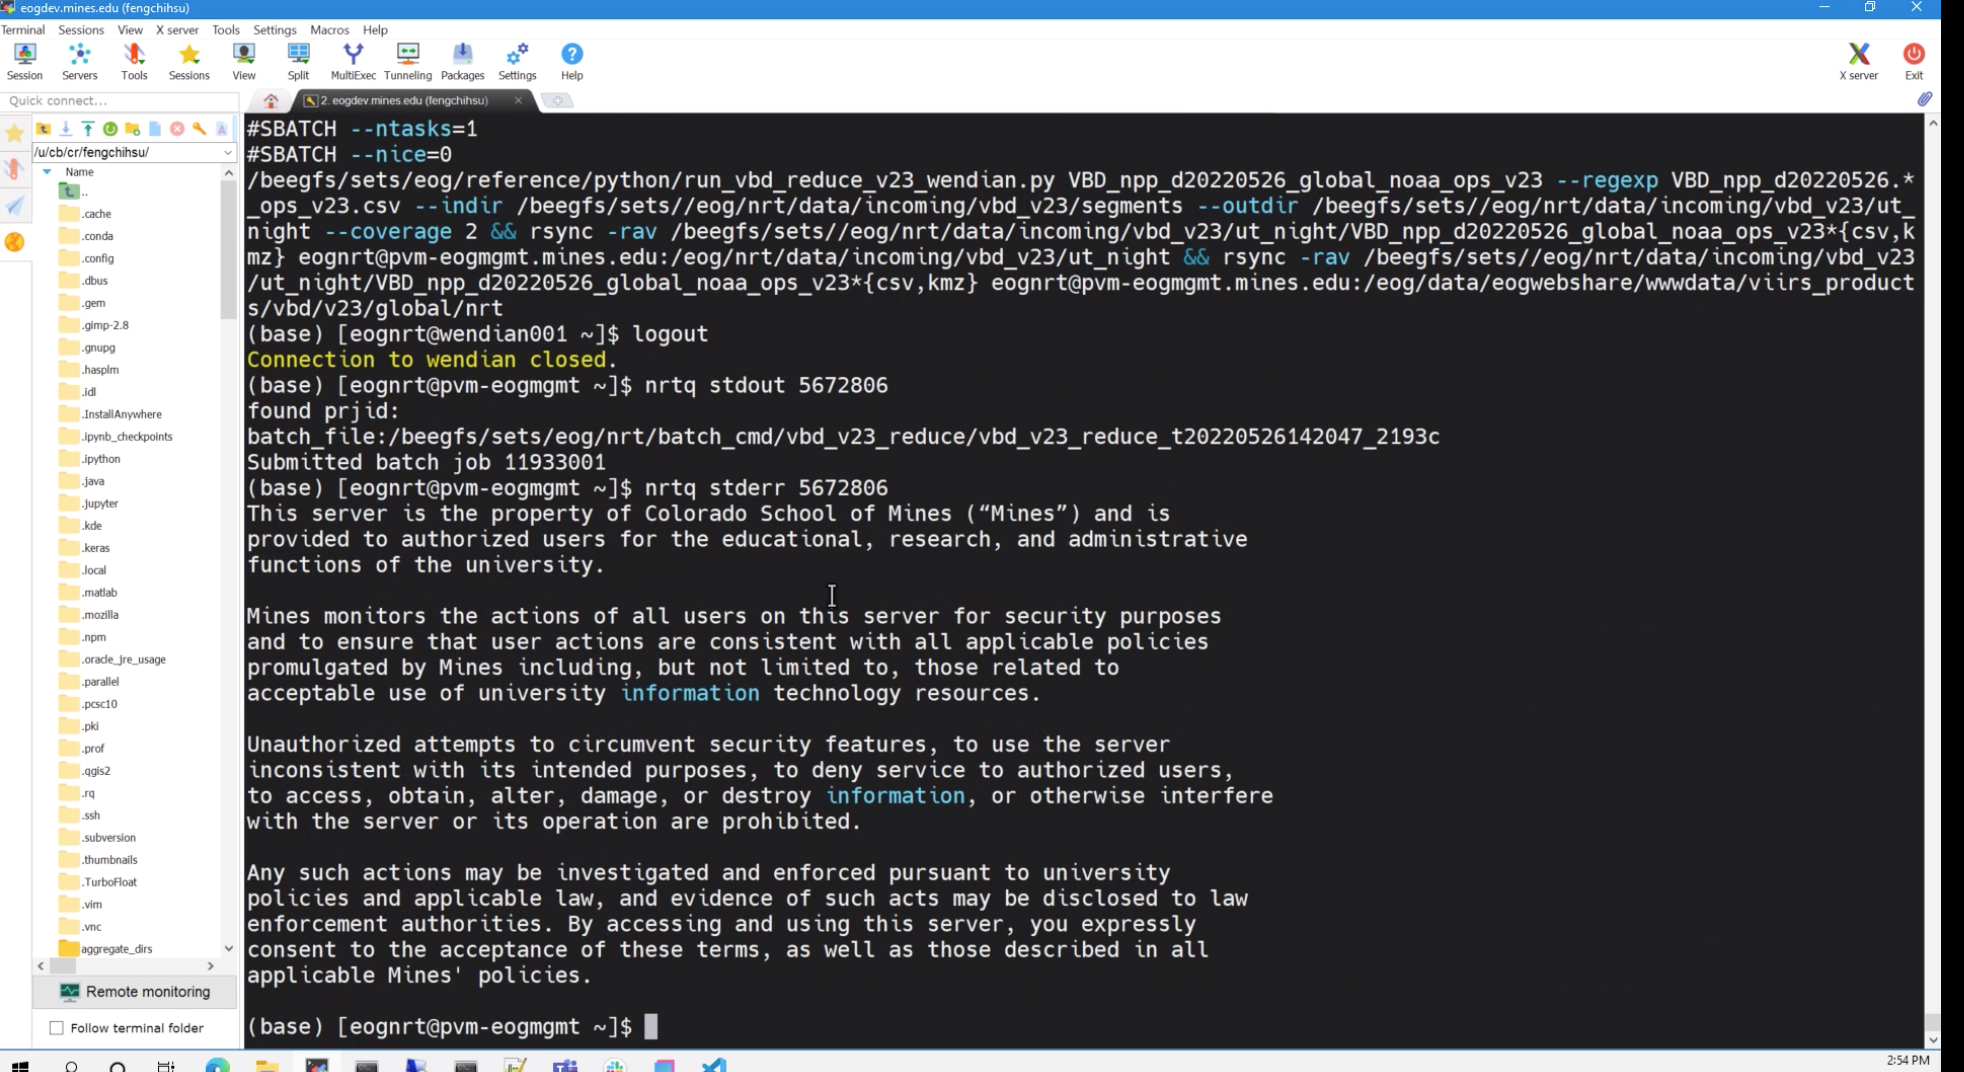 eogdev.mines.edu (fengchihsu)
Terminal Sessions View X server Tools Settings Macros Help
Session Servers Tools Sessions View Split MultiExec Tunneling Packages Settings Help X server Exit
Quick connect...
2. eogdev.mines.edu (fengchihsu)
/u/cb/cr/fengchihsu/
Name
..
.cache
.conda
.config
.dbus
.gem
.gimp-2.8
.gnupg
.hasplm
.idl
.InstallAnywhere
.ipynb_checkpoints
.ipython
.java
.jupyter
.kde
.keras
.local
.matlab
.mozilla
.npm
.oracle_jre_usage
.parallel
.pcsc10
.pki
.prof
.qgis2
.rq
.ssh
.subversion
.thumbnails
.TurboFloat
.vim
.vnc
aggregate_dirs
Remote monitoring
Follow terminal folder
#SBATCH --ntasks=1
#SBATCH --nice=0
/beegfs/sets/eog/reference/python/run_vbd_reduce_v23_wendian.py VBD_npp_d20220526_global_noaa_ops_v23 --regexp VBD_npp_d20220526.*
_ops_v23.csv --indir /beegfs/sets//eog/nrt/data/incoming/vbd_v23/segments --outdir /beegfs/sets//eog/nrt/data/incoming/vbd_v23/ut_
night --coverage 2 && rsync -rav /beegfs/sets//eog/nrt/data/incoming/vbd_v23/ut_night/VBD_npp_d20220526_global_noaa_ops_v23*{csv,k
mz} eognrt@pvm-eogmgmt.mines.edu:/eog/nrt/data/incoming/vbd_v23/ut_night && rsync -rav /beegfs/sets//eog/nrt/data/incoming/vbd_v23
/ut_night/VBD_npp_d20220526_global_noaa_ops_v23*{csv,kmz} eognrt@pvm-eogmgmt.mines.edu:/eog/data/eogwebshare/wwwdata/viirs_product
s/vbd/v23/global/nrt
(base) [eognrt@wendian001 ~]$ logout
Connection to wendian closed.
(base) [eognrt@pvm-eogmgmt ~]$ nrtq stdout 5672806
found prjid:
batch_file:/beegfs/sets/eog/nrt/batch_cmd/vbd_v23_reduce/vbd_v23_reduce_t20220526142047_2193c
Submitted batch job 11933001
(base) [eognrt@pvm-eogmgmt ~]$ nrtq stderr 5672806
This server is the property of Colorado School of Mines (“Mines”) and is
provided to authorized users for the educational, research, and administrative
functions of the university.
Mines monitors the actions of all users on this server for security purposes
and to ensure that user actions are consistent with all applicable policies
promulgated by Mines including, but not limited to, those related to
acceptable use of university information technology resources.
Unauthorized attempts to circumvent security features, to use the server
inconsistent with its intended purposes, to deny service to authorized users,
to access, obtain, alter, damage, or destroy information, or otherwise interfere
with the server or its operation are prohibited.
Any such actions may be investigated and enforced pursuant to university
policies and applicable law, and evidence of such acts may be disclosed to law
enforcement authorities. By accessing and using this server, you expressly
consent to the acceptance of these terms, as well as those described in all
applicable Mines' policies.
(base) [eognrt@pvm-eogmgmt ~]$
2:54 PM